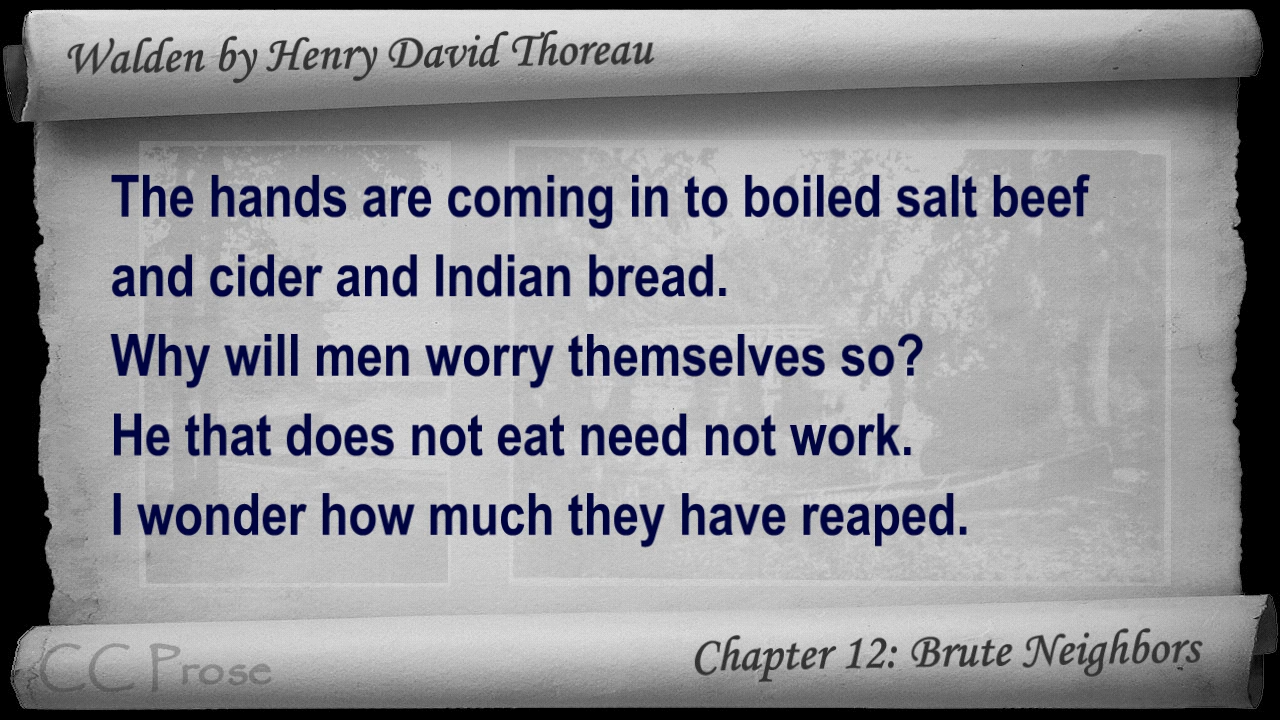 Walden by Henry David Thoreau
The hands are coming in to boiled salt beef
and cider and Indian bread.
Why will men worry themselves so?
He that does not eat need not work.
I wonder how much they have reaped.
CC Prose
Chapter 12: Brute Neighbors